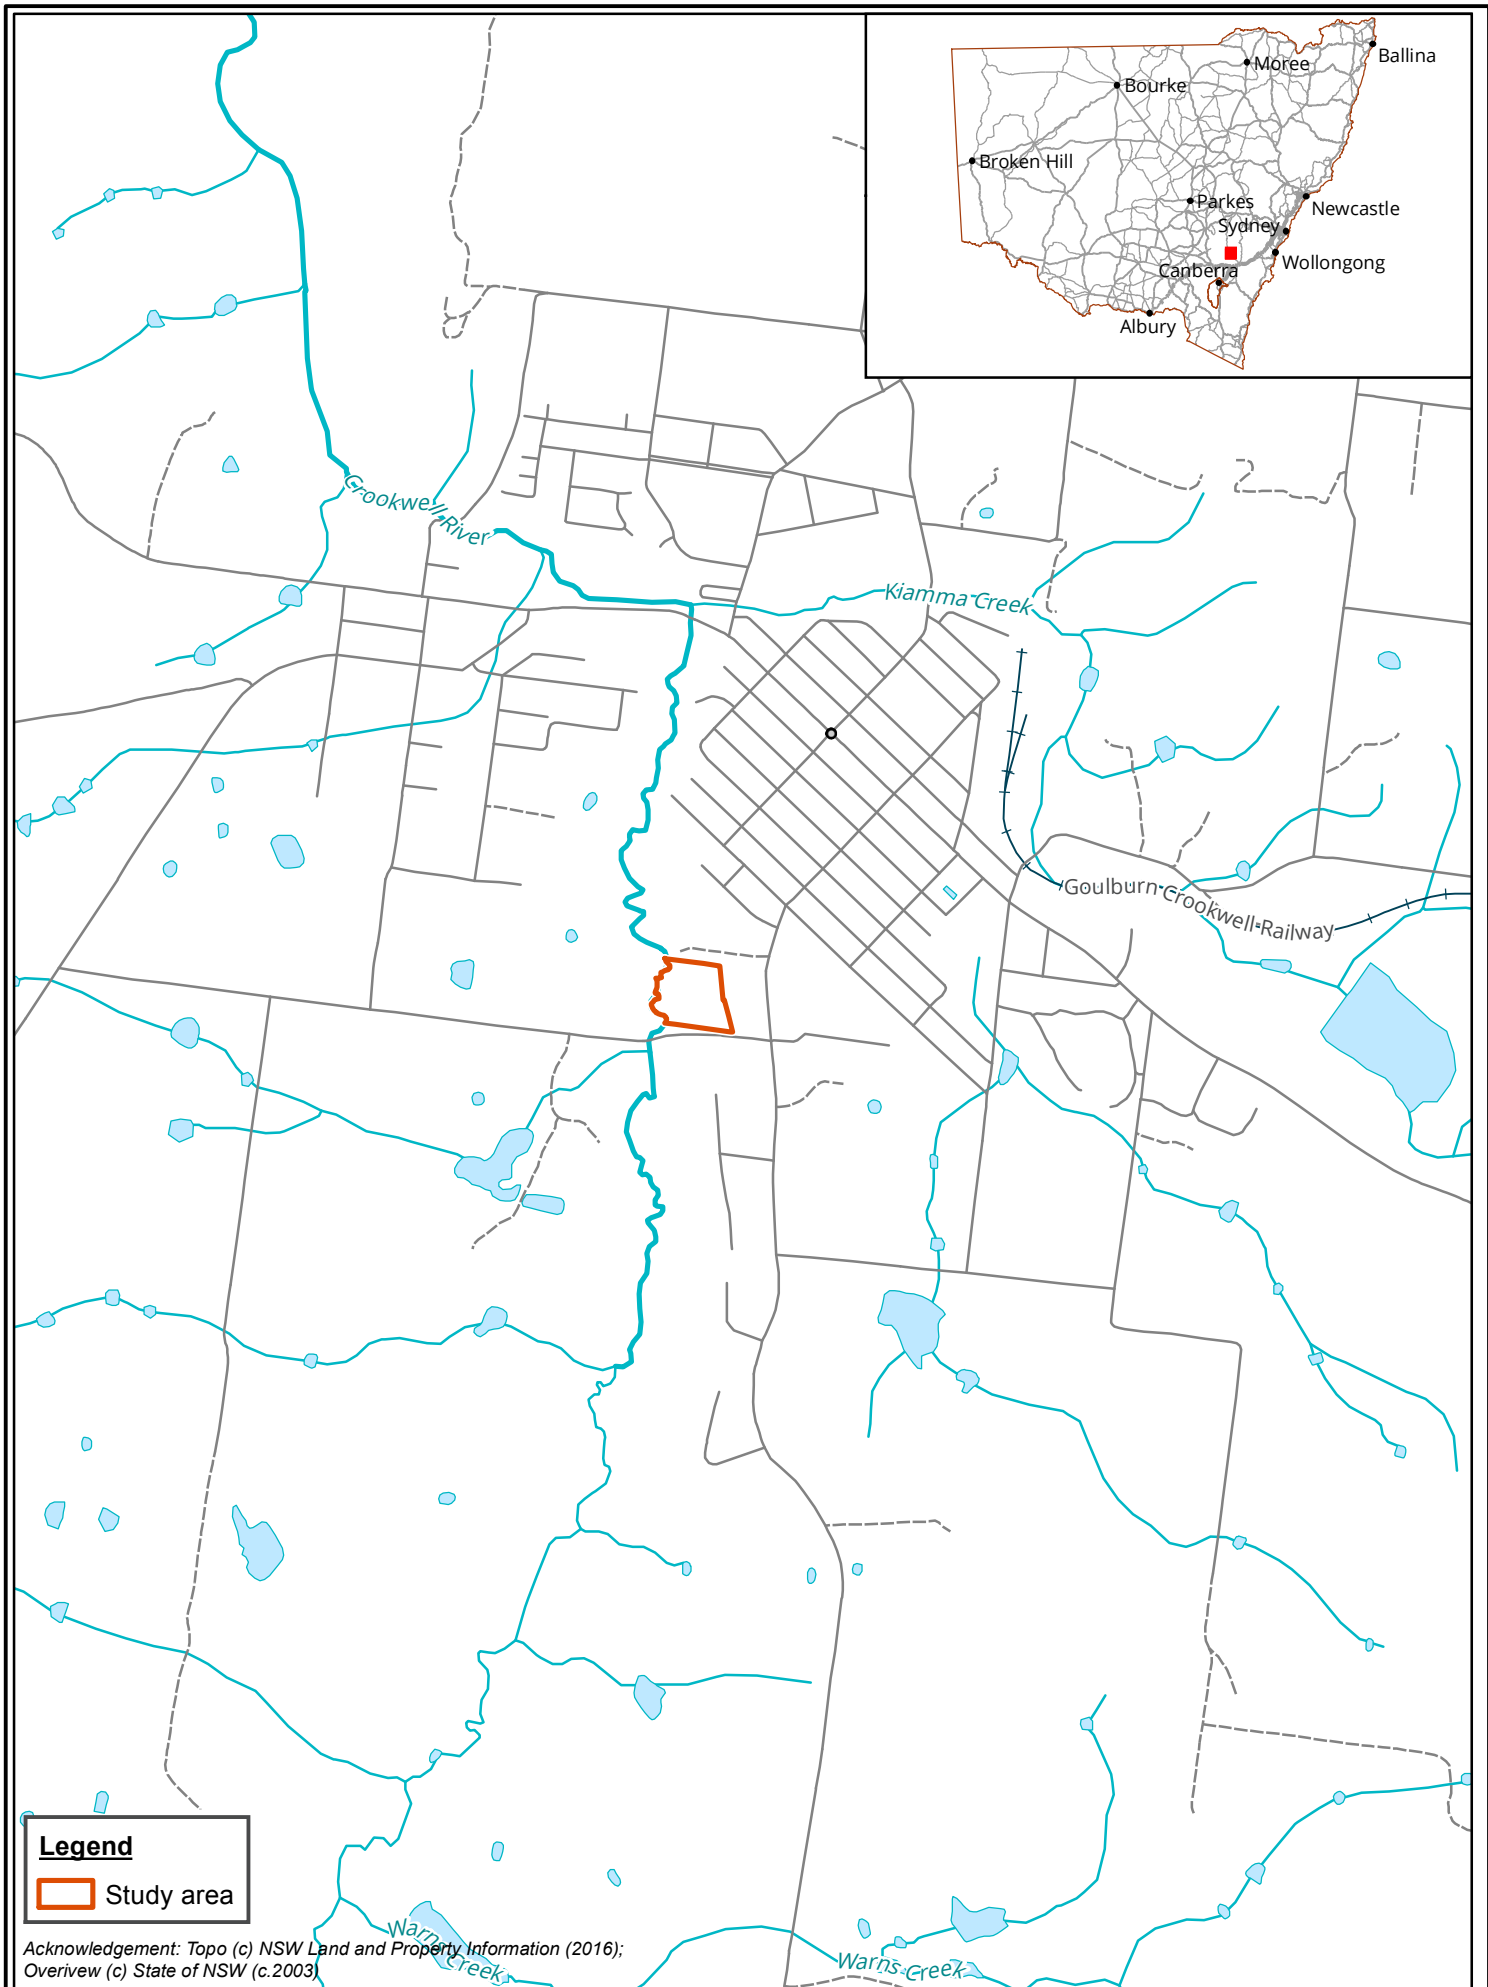 Ballina
Moree
Bourke
Broken Hill
Parkes
Newcastle
Sydney
Wollongong
Canberra
Albury
Crookwell River
Kiamma Creek
Goulburn Crookwell Railway
Legend
Study area
Warns Creek
Warns Creek
Acknowledgement: Topo (c) NSW Land and Property Information (2016);
Overivew (c) State of NSW (c.2003)